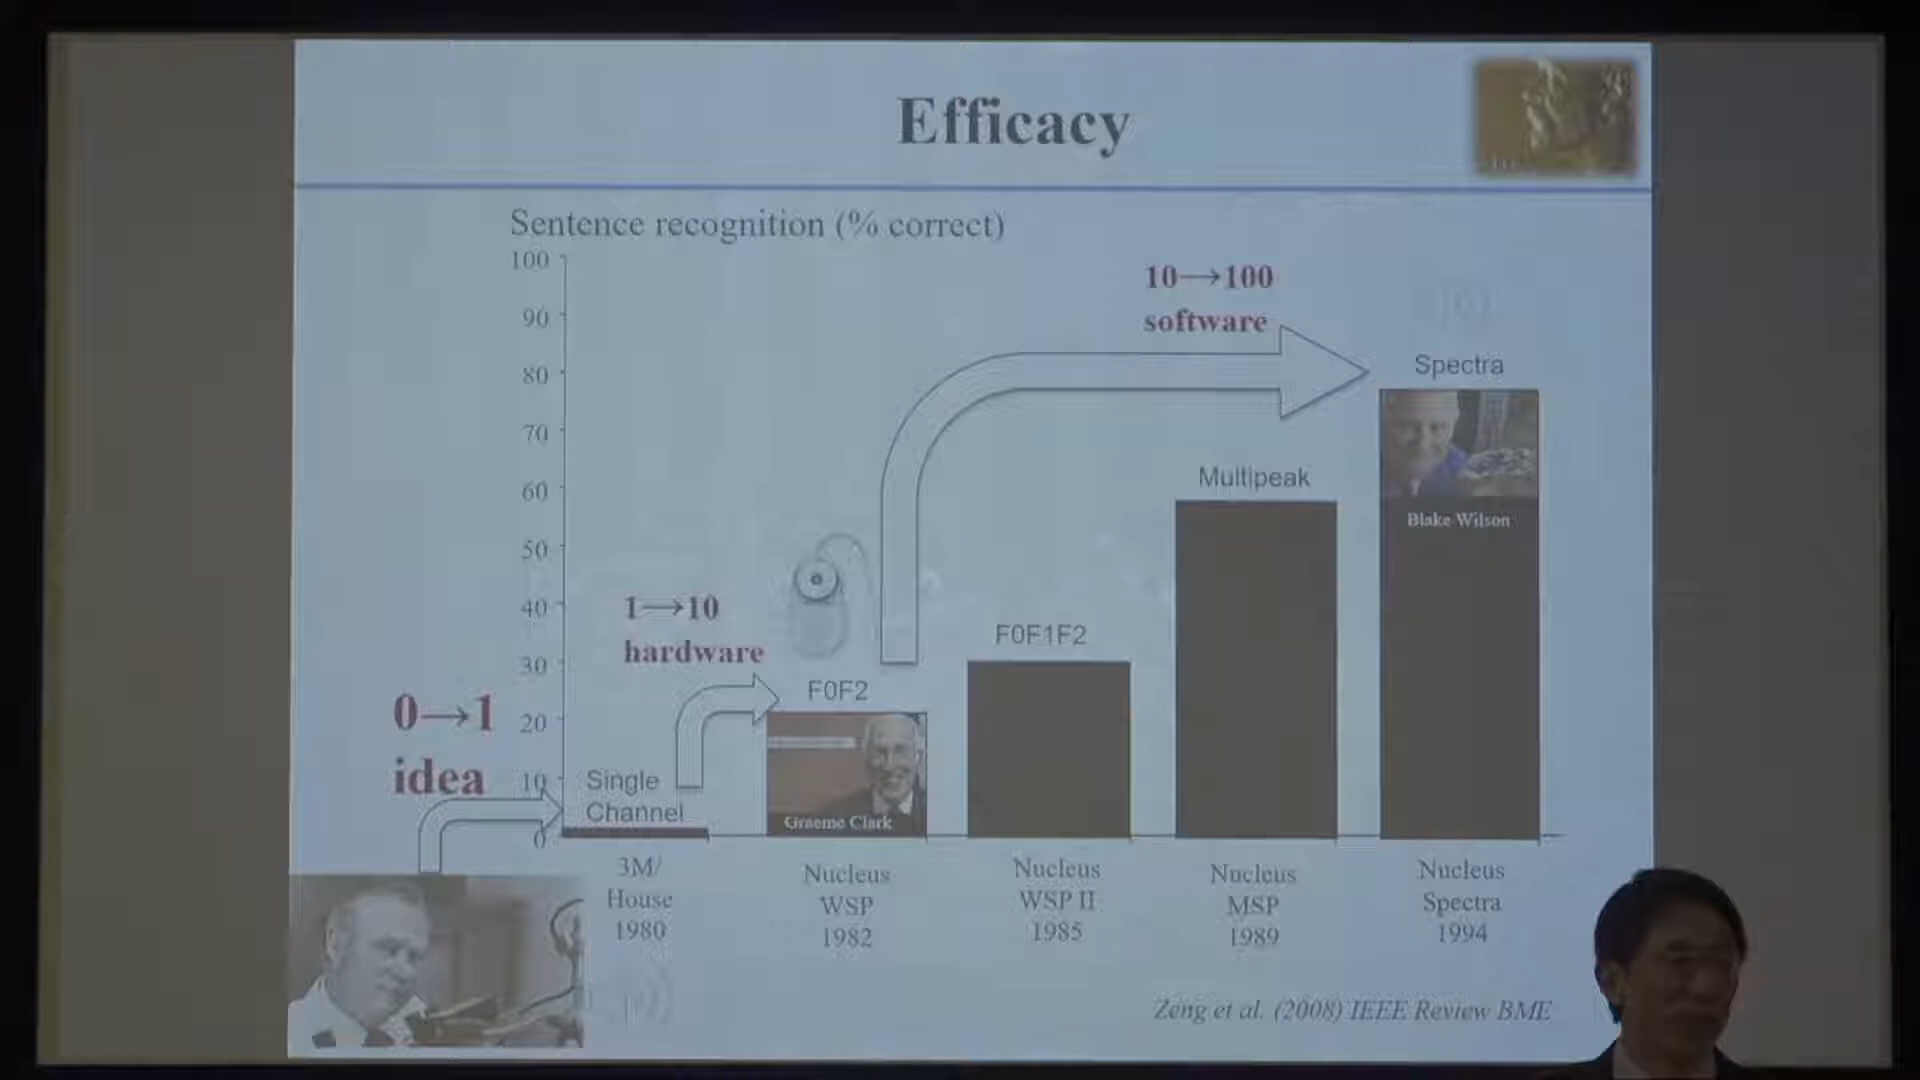 Efficacy
Sentence recognition (% correct)
100
90
80
70
60
50
40
30
20
10
0
10→100
software
1→10
hardware
0→1
idea
Single
Channel
F0F2
F0F1F2
Multipeak
Spectra
Graeme Clark
Blake Wilson
3M/
House
1980
Nucleus
WSP
1982
Nucleus
WSP II
1985
Nucleus
MSP
1989
Nucleus
Spectra
1994
Zeng et al. (2008) IEEE Review BME